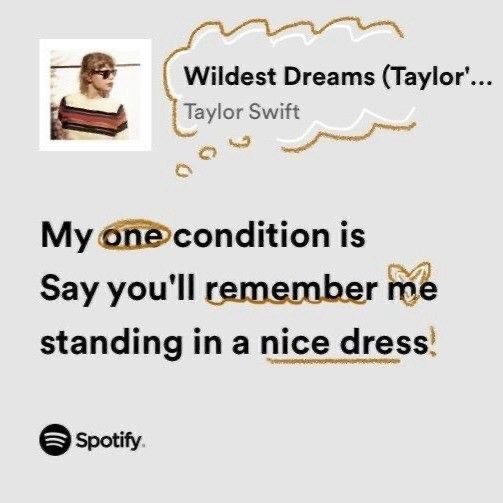 Wildest Dreams (Taylor'...
Taylor Swift
My one condition is
Say you'll remember me
standing in a nice dress!
Spotify